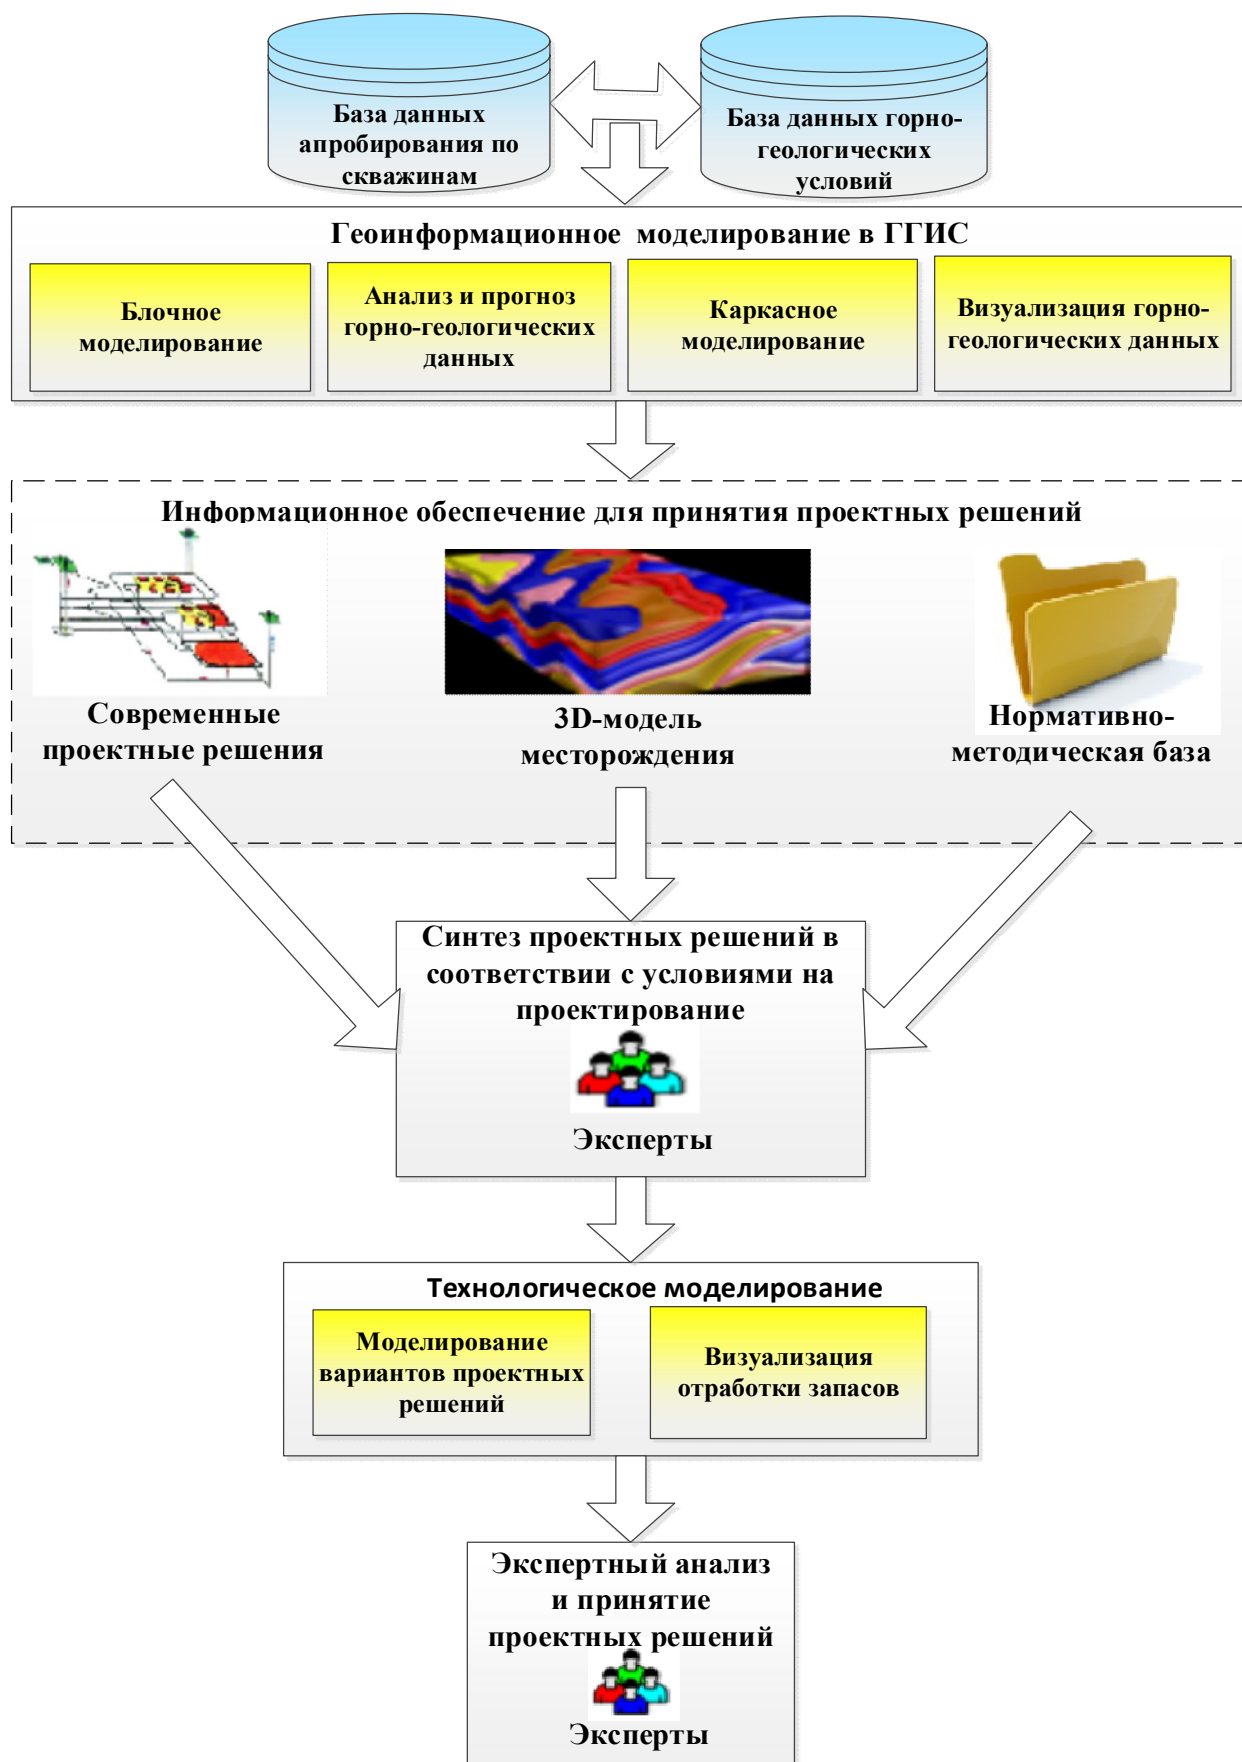 База данных
апробирования по
скважинам
База данных горно-
геологических
условий
Геоинформационное моделирование в ГГИС
Блочное
моделирование
Анализ и прогноз
горно-геологических
данных
Каркасное
моделирование
Визуализация горно-
геологических данных
Информационное обеспечение для принятия проектных решений
Современные
проектные решения
3D-модель
месторождения
Нормативно-
методическая база
Синтез проектных решений в
соответствии с условиями на
проектирование
Эксперты
Технологическое моделирование
Моделирование
вариантов проектных
решений
Визуализация
отработки запасов
Экспертный анализ
и принятие
проектных решений
Эксперты